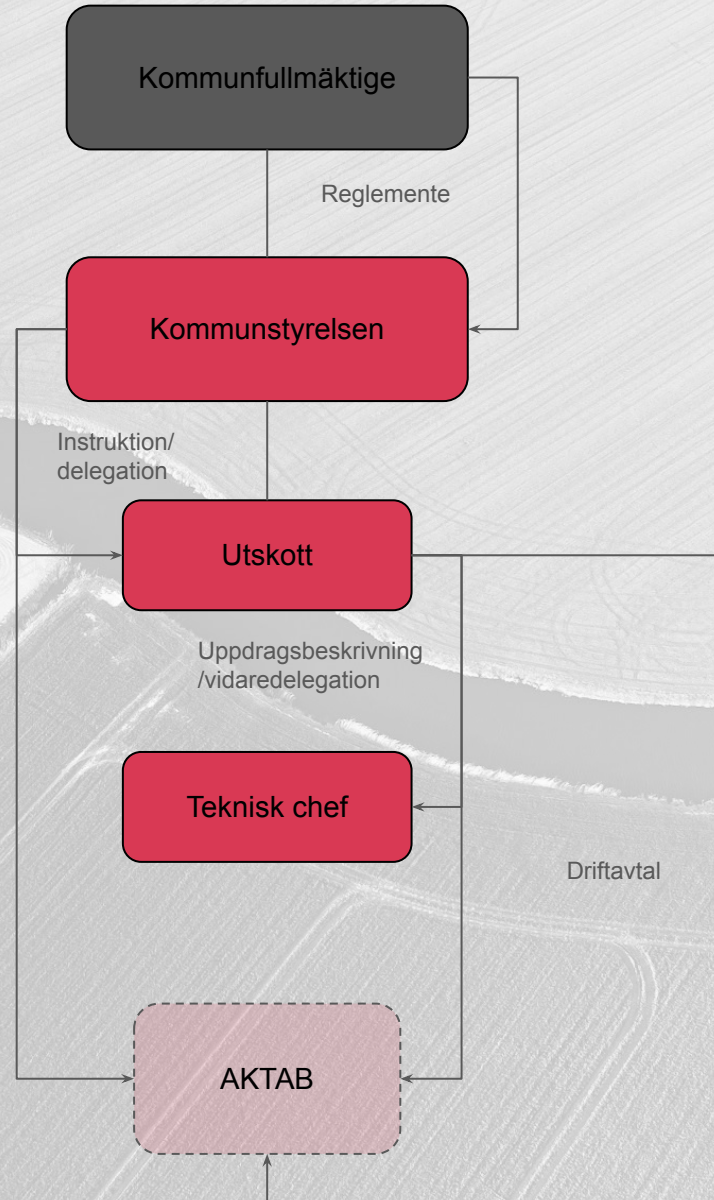 Kommunfullmäktige
Reglemente
Kommunstyrelsen
Instruktion/
delegation
Utskott
Uppdragsbeskrivning
/vidaredelegation
Teknisk chef
Driftavtal
AKTAB